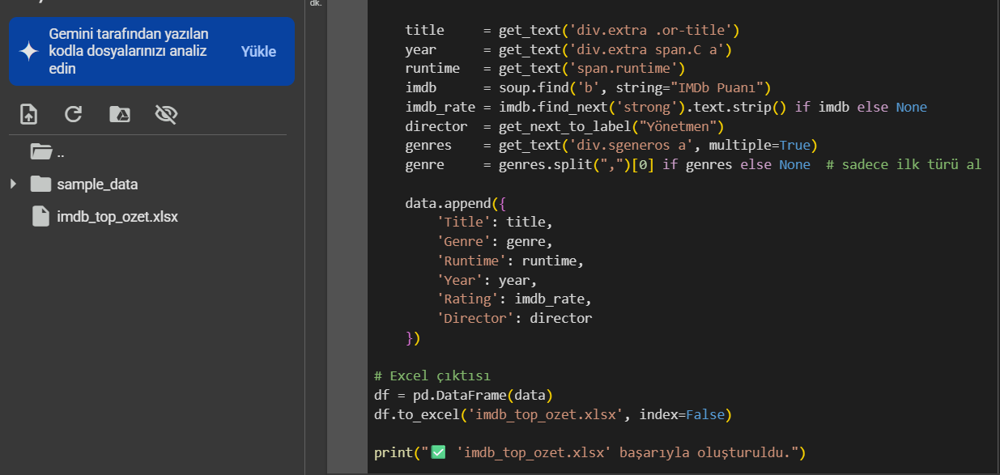 Gemini tarafından yazılan
kodla dosyalarınızı analiz
edin
Yükle
..
sample_data
imdb_top_ozet.xlsx
dk.
title     = get_text('div.extra .or-title')
year      = get_text('div.extra span.C a')
runtime   = get_text('span.runtime')
imdb      = soup.find('b', string="IMDb Puanı")
imdb_rate = imdb.find_next('strong').text.strip() if imdb else None
director  = get_next_to_label("Yönetmen")
genres    = get_text('div.sgeneros a', multiple=True)
genre     = genres.split(",")[0] if genres else None  # sadece ilk türü al
data.append({
    'Title': title,
    'Genre': genre,
    'Runtime': runtime,
    'Year': year,
    'Rating': imdb_rate,
    'Director': director
})
# Excel çıktısı
df = pd.DataFrame(data)
df.to_excel('imdb_top_ozet.xlsx', index=False)
print("✅ 'imdb_top_ozet.xlsx' başarıyla oluşturuldu.")